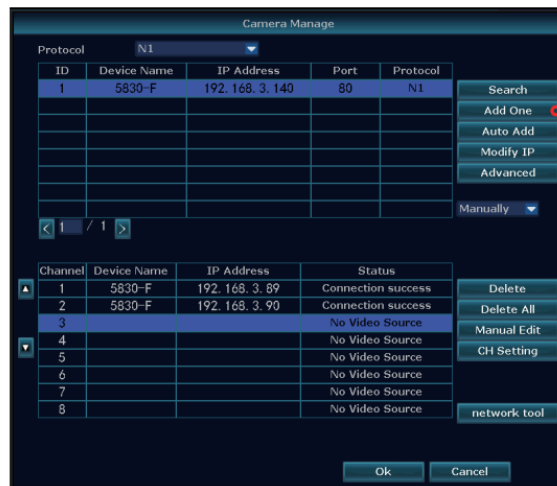 Camera Manage
Protocol N1
ID Device Name IP Address Port Protocol
1 5830-F 192. 168. 3. 140 80 N1
Search
Add One
Auto Add
Modify IP
Advanced
Manually
< 1 / 1 >
Channel Device Name IP Address Status
1 5830-F 192. 168. 3. 89 Connection success
2 5830-F 192. 168. 3. 90 Connection success
3 No Video Source
4 No Video Source
5 No Video Source
6 No Video Source
7 No Video Source
8 No Video Source
Delete
Delete All
Manual Edit
CH Setting
network tool
Ok Cancel